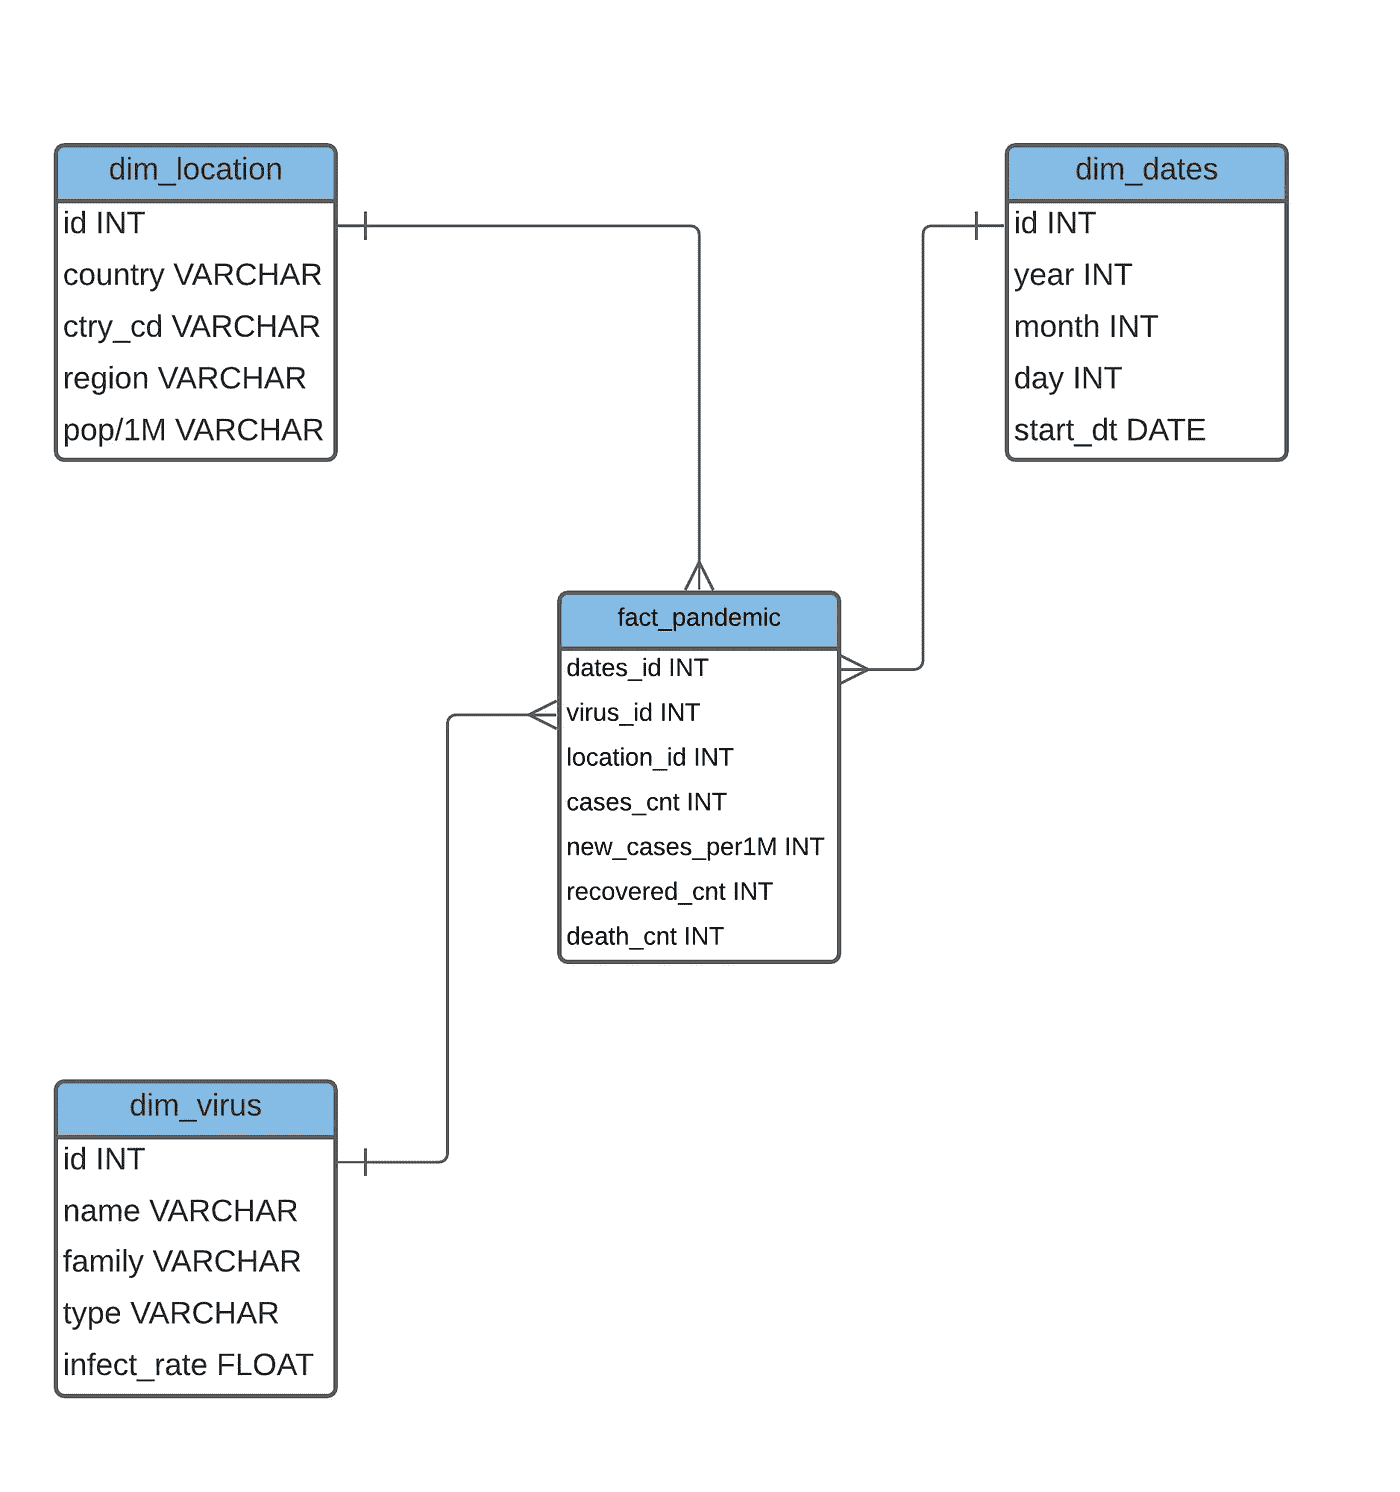 dim_location
id INT
country VARCHAR
ctry_cd VARCHAR
region VARCHAR
pop/1M VARCHAR
dim_dates
id INT
year INT
month INT
day INT
start_dt DATE
fact_pandemic
dates_id INT
virus_id INT
location_id INT
cases_cnt INT
new_cases_per1M INT
recovered_cnt INT
death_cnt INT
dim_virus
id INT
name VARCHAR
family VARCHAR
type VARCHAR
infect_rate FLOAT